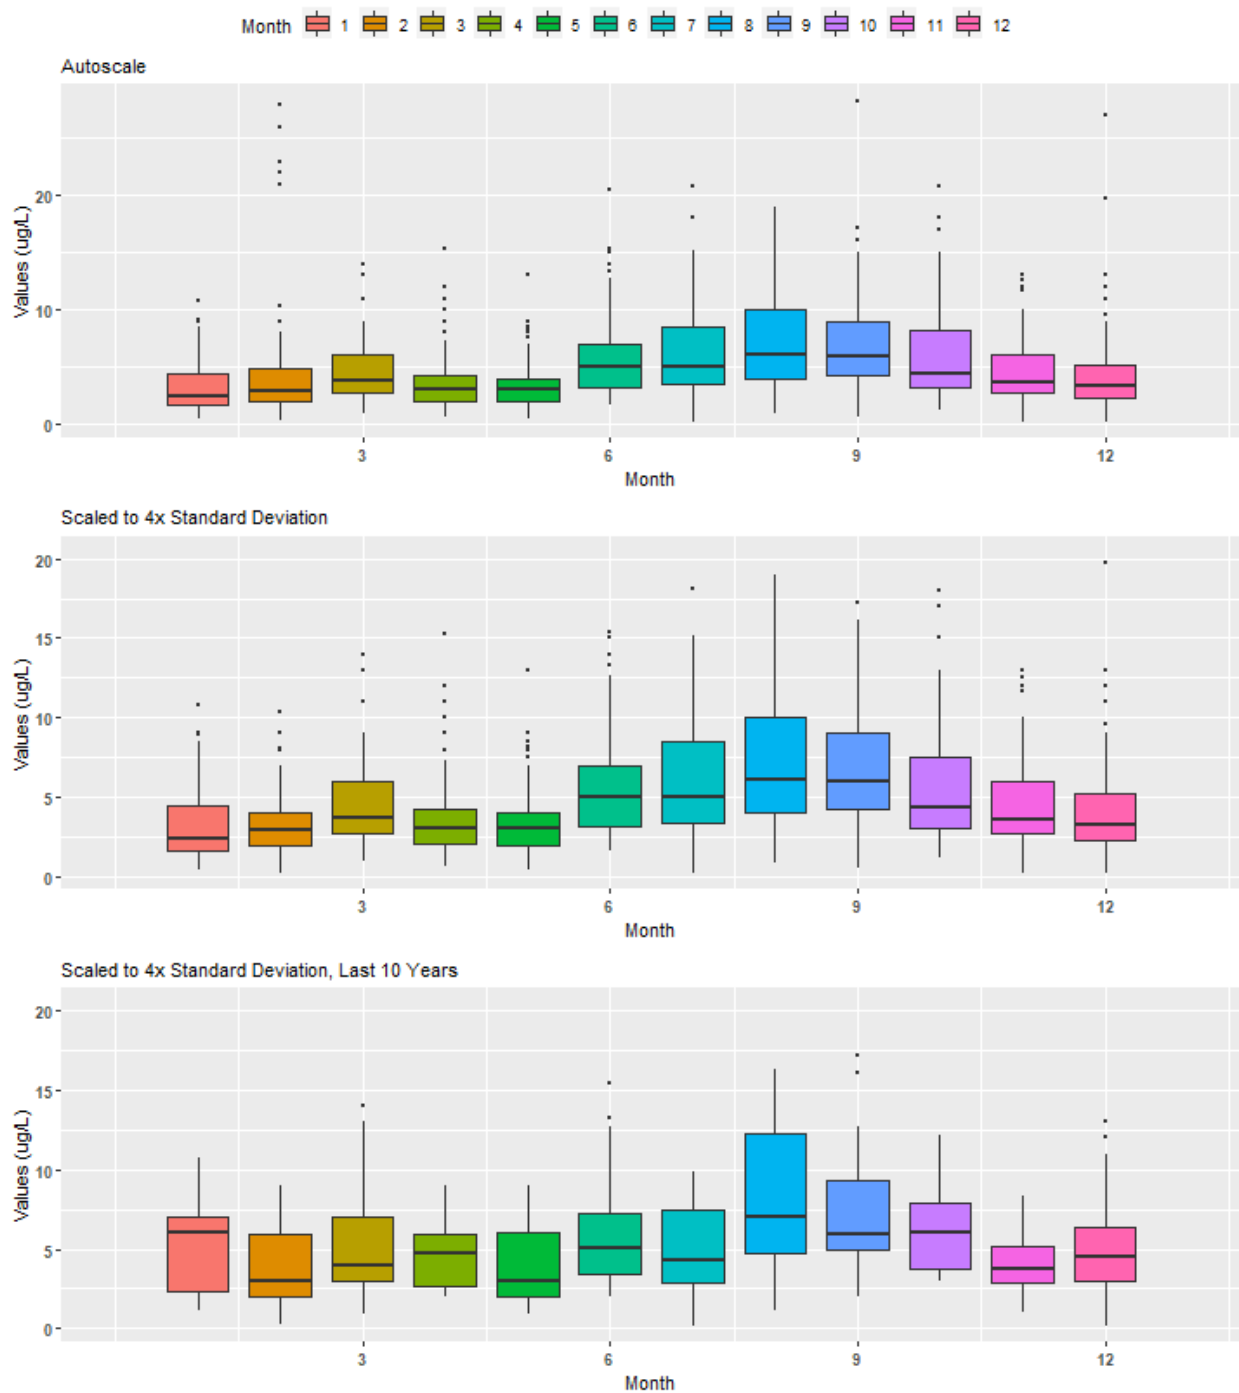 Month 1 2 3 4 5 6 7 8 9 10 11 12
Autoscale
Values (ug/L)
20
10
0
3 6 9 12
Month
Scaled to 4x Standard Deviation
Values (ug/L)
20
15
10
5
0
3 6 9 12
Month
Scaled to 4x Standard Deviation, Last 10 Years
Values (ug/L)
20
15
10
5
0
3 6 9 12
Month